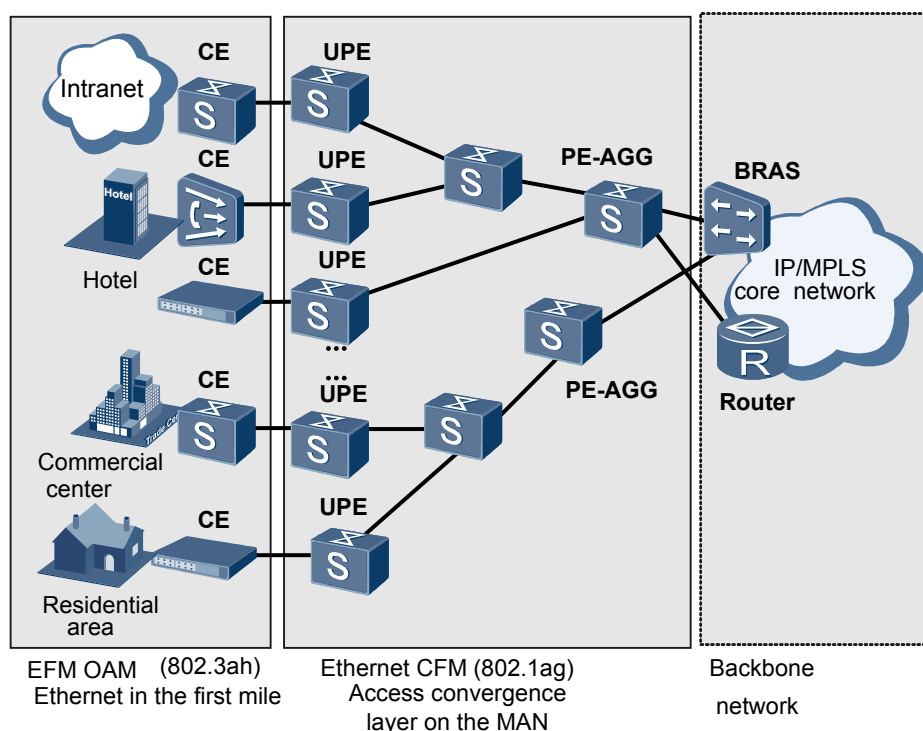 CE
UPE
Intranet
S
S
CE
UPE
S
PE-AGG
BRAS
Hotel
S
S
Hotel
CE
UPE
IP/MPLS
core network
S
...
S
R
...
CE
UPE
PE-AGG
Router
S
S
S
Trade Cen
Commercial
center
CE
UPE
S
Residential
area
EFM OAM (802.3ah)
Ethernet in the first mile
Ethernet CFM (802.1ag)
Access convergence
layer on the MAN
Backbone
network